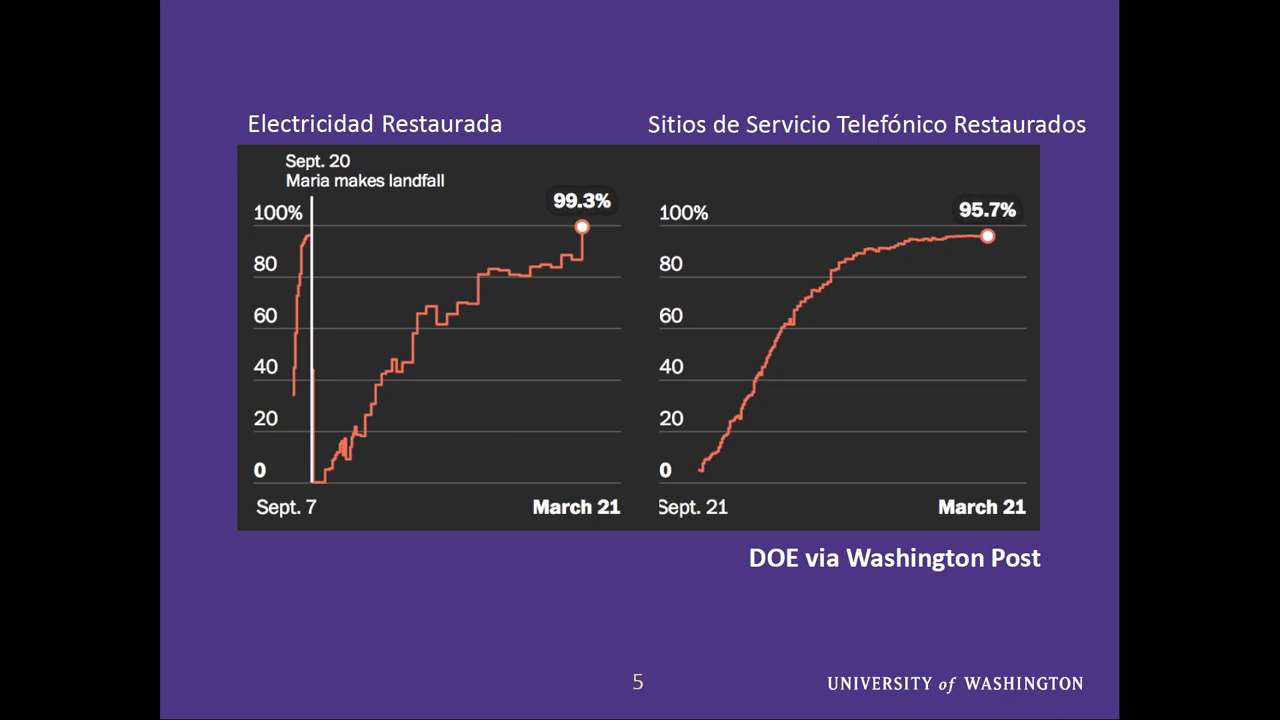 Electricidad Restaurada
Sitios de Servicio Telefónico Restaurados
Sept. 20
Maria makes landfall
99.3%
100%
80
60
40
20
0
Sept. 7
March 21
95.7%
100%
80
60
40
20
0
Sept. 21
March 21
DOE via Washington Post
5
UNIVERSITY of WASHINGTON